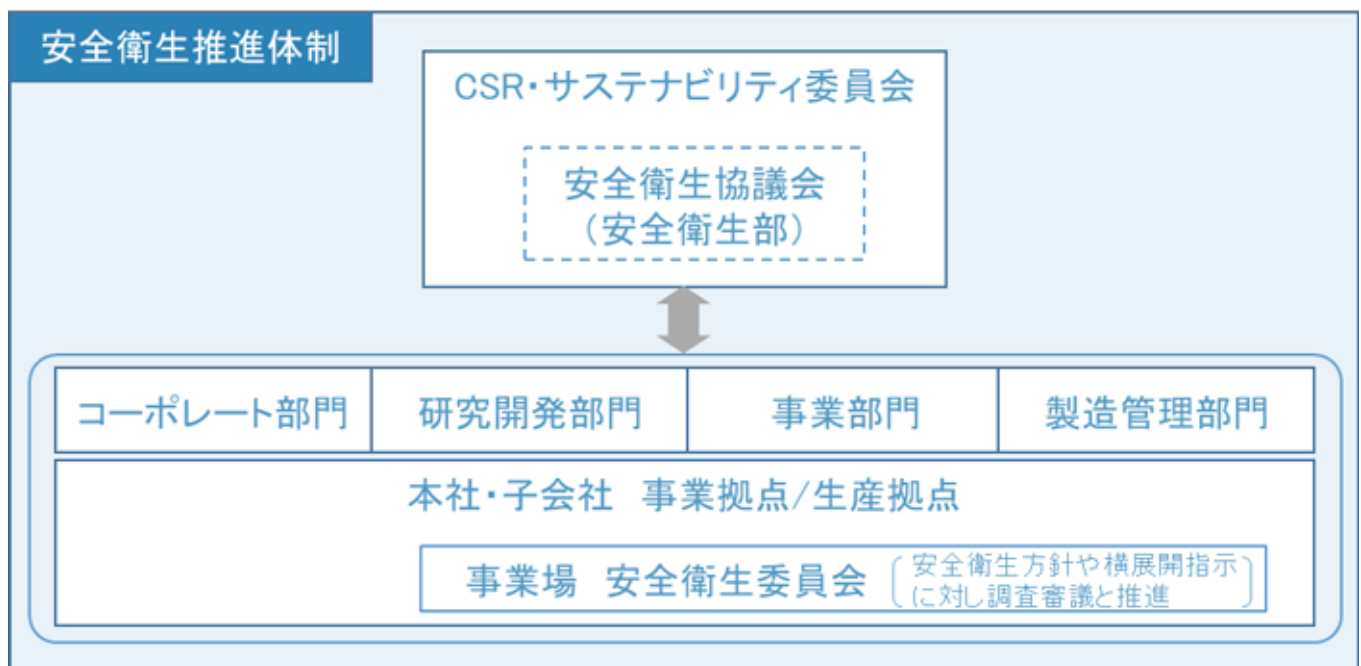 安全衛生推進体制
CSR・サステナビリティ委員会
安全衛生協議会
（安全衛生部）
コーポレート部門 研究開発部門 事業部門 製造管理部門
本社・子会社　事業拠点/生産拠点
事業場　安全衛生委員会
安全衛生方針や横展開指示
に対し調査審議と推進